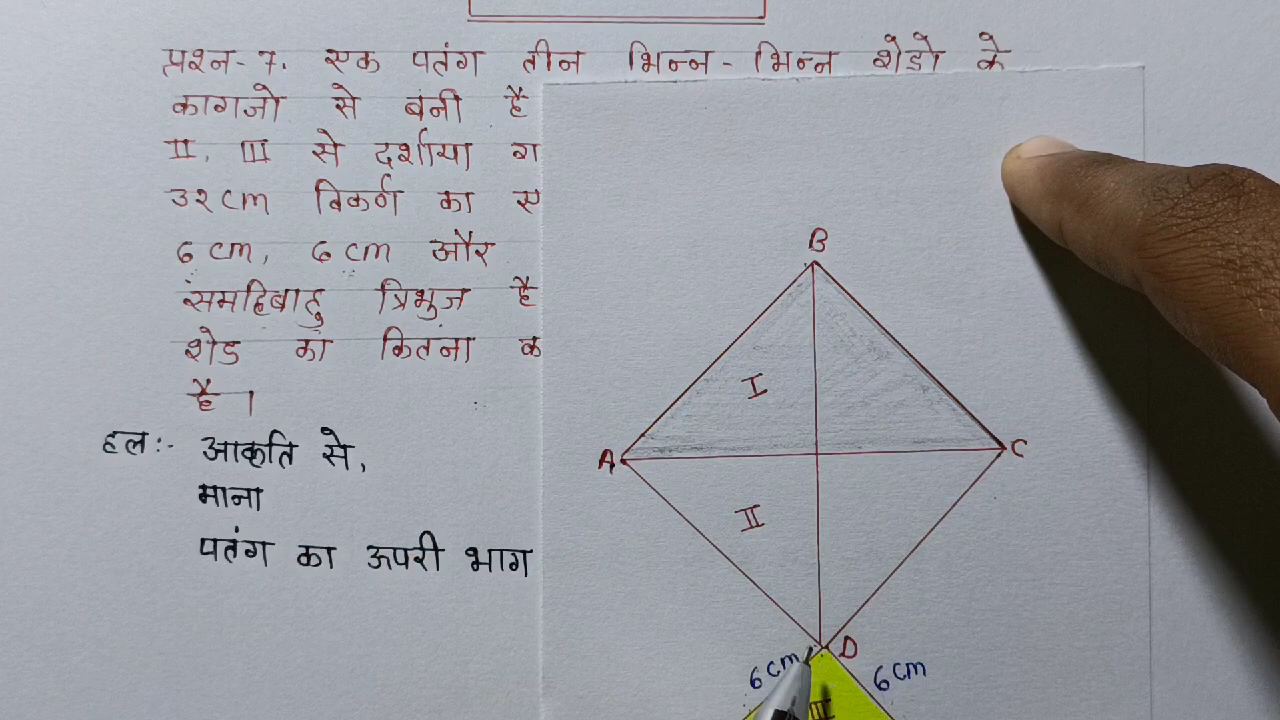 प्रश्न-7. एक पतंग तीन भिन्न-भिन्न शेडो के
कागजो से बनी है
II, III से दर्शाया ग
32 cm विकर्ण का स
6 cm, 6 cm और
समद्विबाहु त्रिभुज है
शेड का कितना क
है।
हल:- आकृति से,
माना
पतंग का ऊपरी भाग
B
I
A
C
II
D
6 cm
6 cm
III